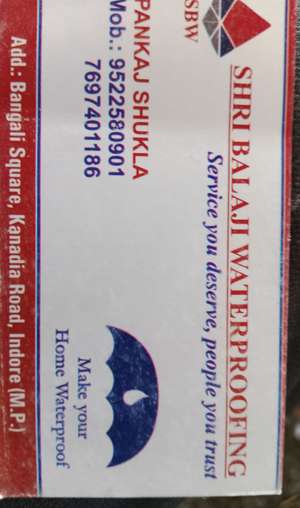 SBW
SHRI BALAJI WATERPROOFING
Service you deserve, people you trust
PANKAJ SHUKLA
Mob.: 9522580901
7697401186
Make your
Home Waterproof
Add.: Bangali Square, Kanadia Road, Indore (M.P.)